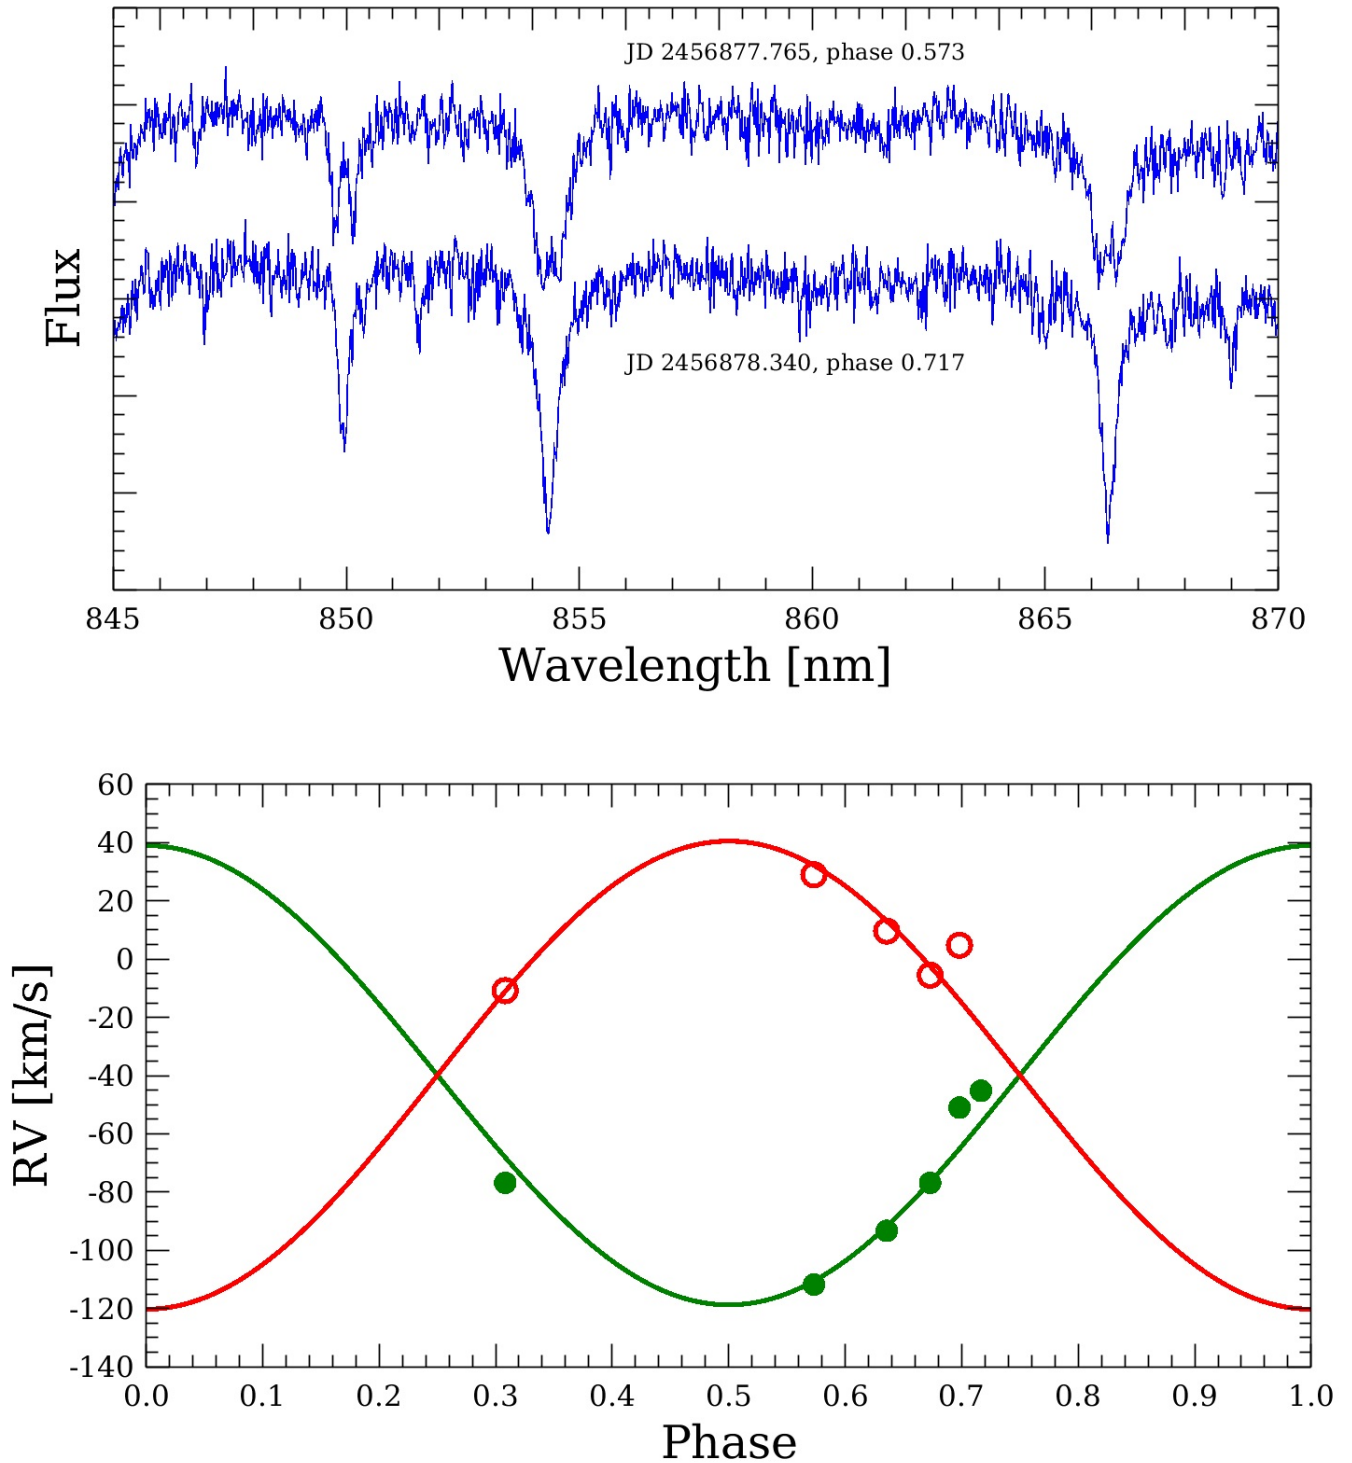 JD 2456877.765, phase 0.573
Flux
JD 2456878.340, phase 0.717
845 850 855 860 865 870
Wavelength [nm]
60
40
20
0
-20
-40
-60
-80
-100
-120
-140
RV [km/s]
0.0 0.1 0.2 0.3 0.4 0.5 0.6 0.7 0.8 0.9 1.0
Phase